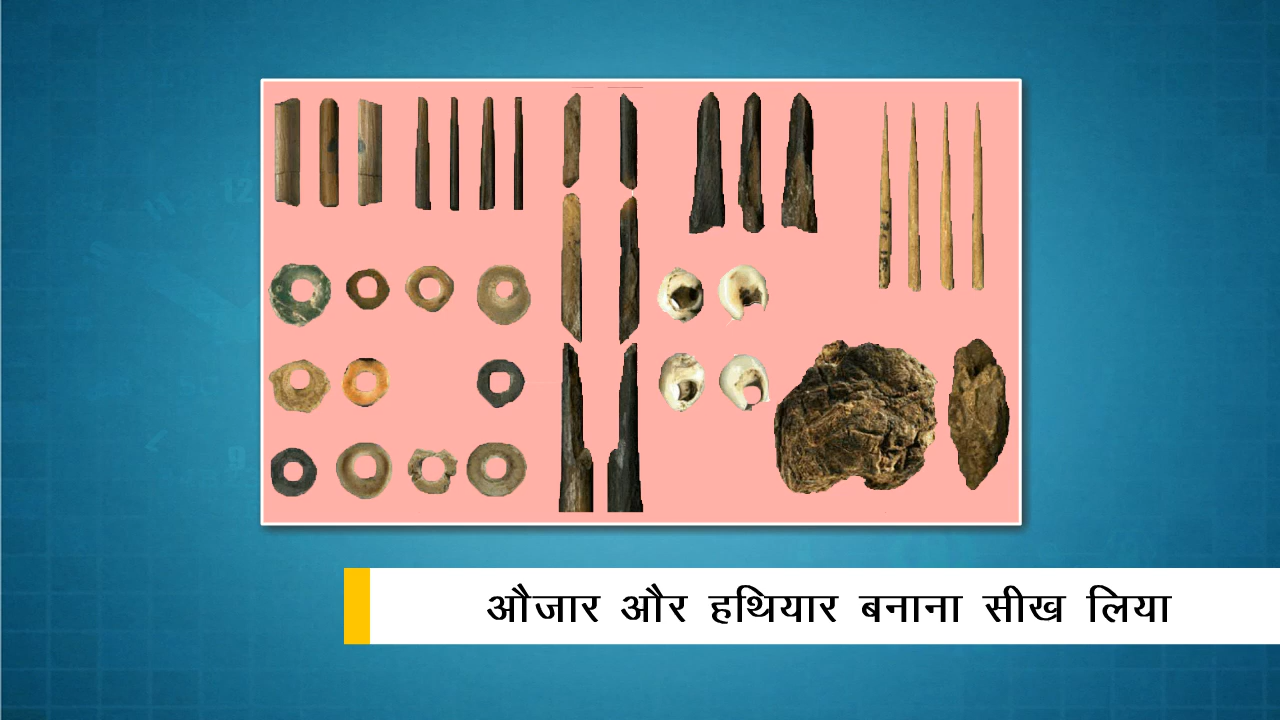 औजार और हथियार बनाना सीख लिया